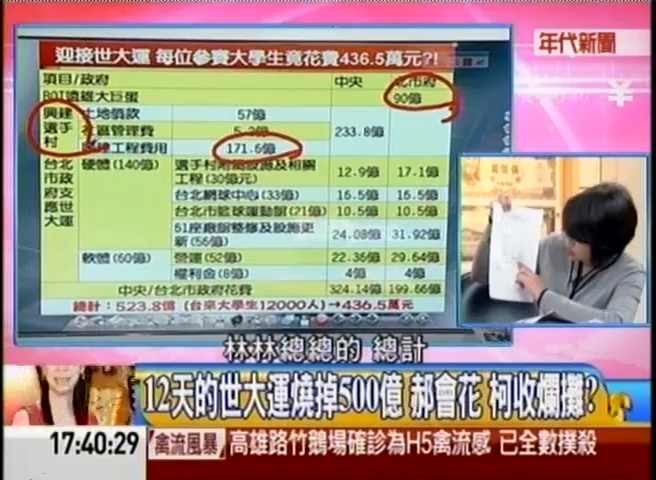 年代新聞
迎接世大運 每位參賽大學生竟花費436.5萬元?!
項目/政府 中央 北市府
BOT遠雄大巨蛋 90億
興建選手村 土地價款 57億
社區管理費 5.2億 233.8億
興建工程費用 171.6億
台北市政府支應世大運 硬體(140億) 選手村附屬設施及相關工程(30億元) 12.9億 17.1億
台北網球中心(33億) 16.5億 16.5億
台北市籃球運動館(21億) 10.5億 10.5億
61座場館整修及設施更新(56億) 24.08億 31.92億
軟體(60億) 營運(52億) 22.36億 29.64億
權利金(8億) 4億 4億
中央/台北市政府花費 324.14億 199.66億
總計：523.8億 (台來大學生12000人)→436.5萬元
¥
林林總總的 總計
12天的世大運燒掉500億 郝會花 柯收爛攤?
17:40:29 禽流風暴 高雄路竹鵝場確診為H5禽流感 已全數撲殺